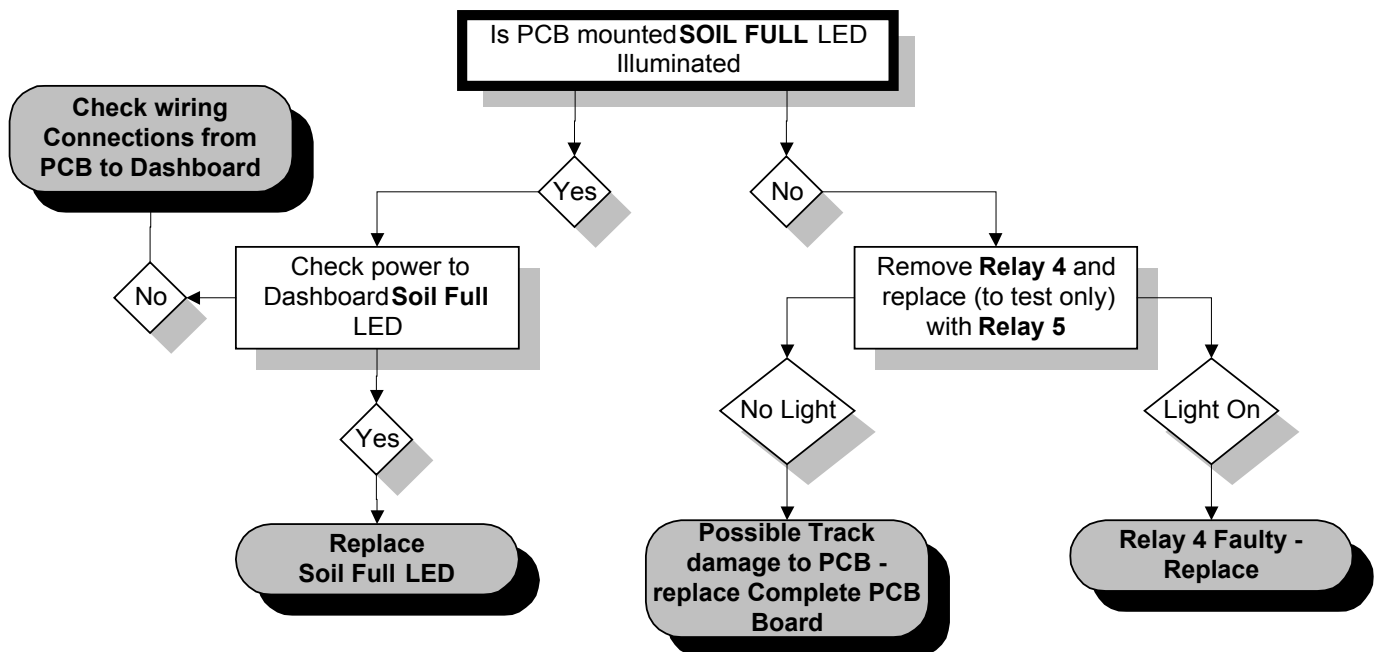 Is PCB mounted SOIL FULL LED
Illuminated
Check wiring
Connections from
PCB to Dashboard
Yes
No
No
Check power to
Dashboard Soil Full
LED
Remove Relay 4 and
replace (to test only)
with Relay 5
Yes
No Light
Light On
Replace
Soil Full LED
Possible Track
damage to PCB -
replace Complete PCB
Board
Relay 4 Faulty -
Replace